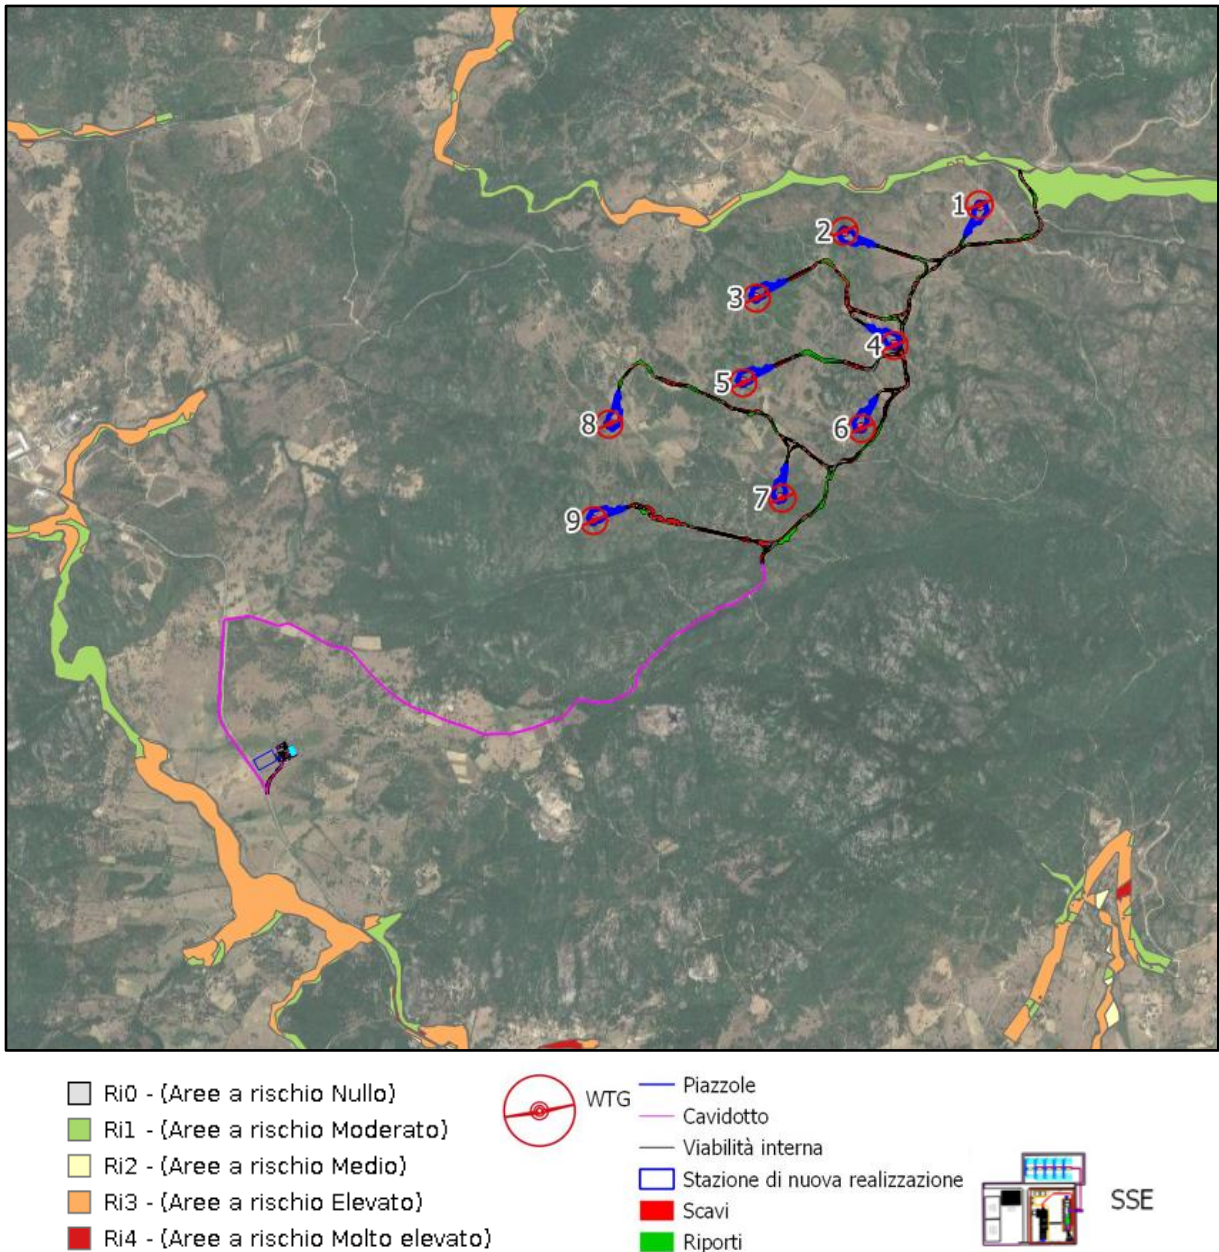 1
2
3
4
5
6
7
8
9
Ri0 - (Aree a rischio Nullo)
Ri1 - (Aree a rischio Moderato)
Ri2 - (Aree a rischio Medio)
Ri3 - (Aree a rischio Elevato)
Ri4 - (Aree a rischio Molto elevato)
WTG
Piazzole
Cavidotto
Viabilità interna
Stazione di nuova realizzazione
Scavi
Riporti
SSE